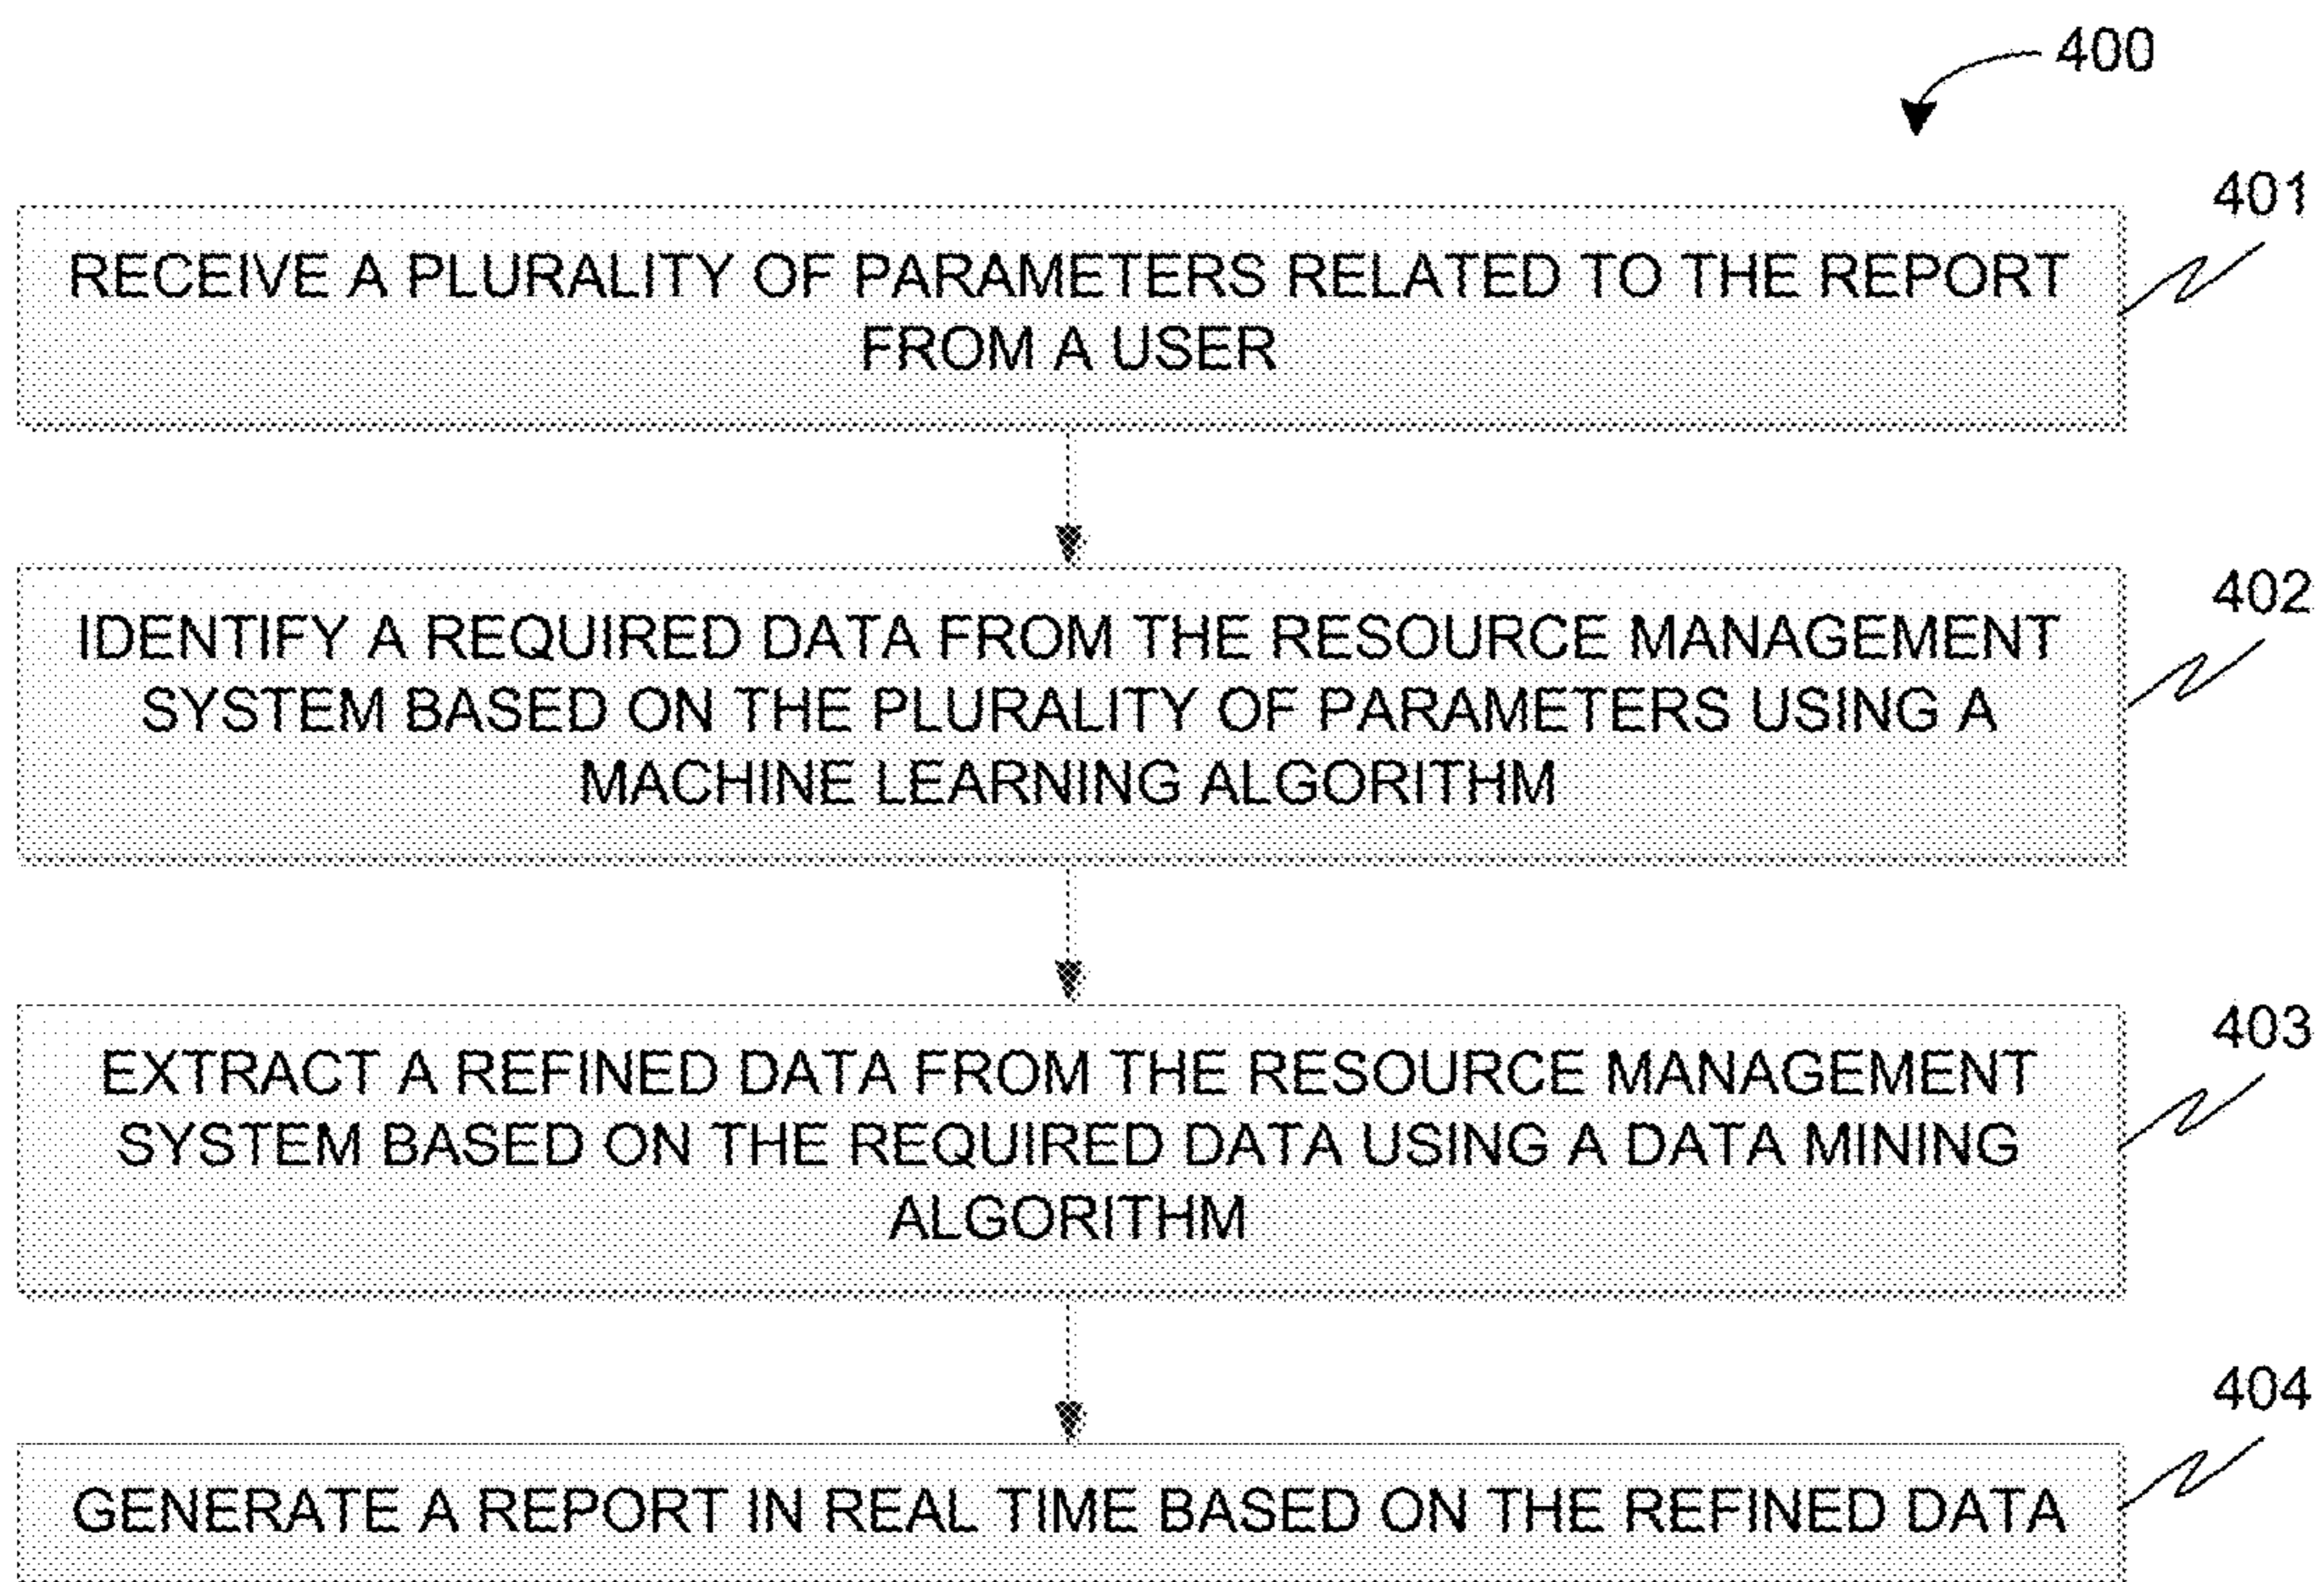 400
401
RECEIVE A PLURALITY OF PARAMETERS RELATED TO THE REPORT
FROM A USER
402
IDENTIFY A REQUIRED DATA FROM THE RESOURCE MANAGEMENT
SYSTEM BASED ON THE PLURALITY OF PARAMETERS USING A
MACHINE LEARNING ALGORITHM
403
EXTRACT A REFINED DATA FROM THE RESOURCE MANAGEMENT
SYSTEM BASED ON THE REQUIRED DATA USING A DATA MINING
ALGORITHM
404
GENERATE A REPORT IN REAL TIME BASED ON THE REFINED DATA